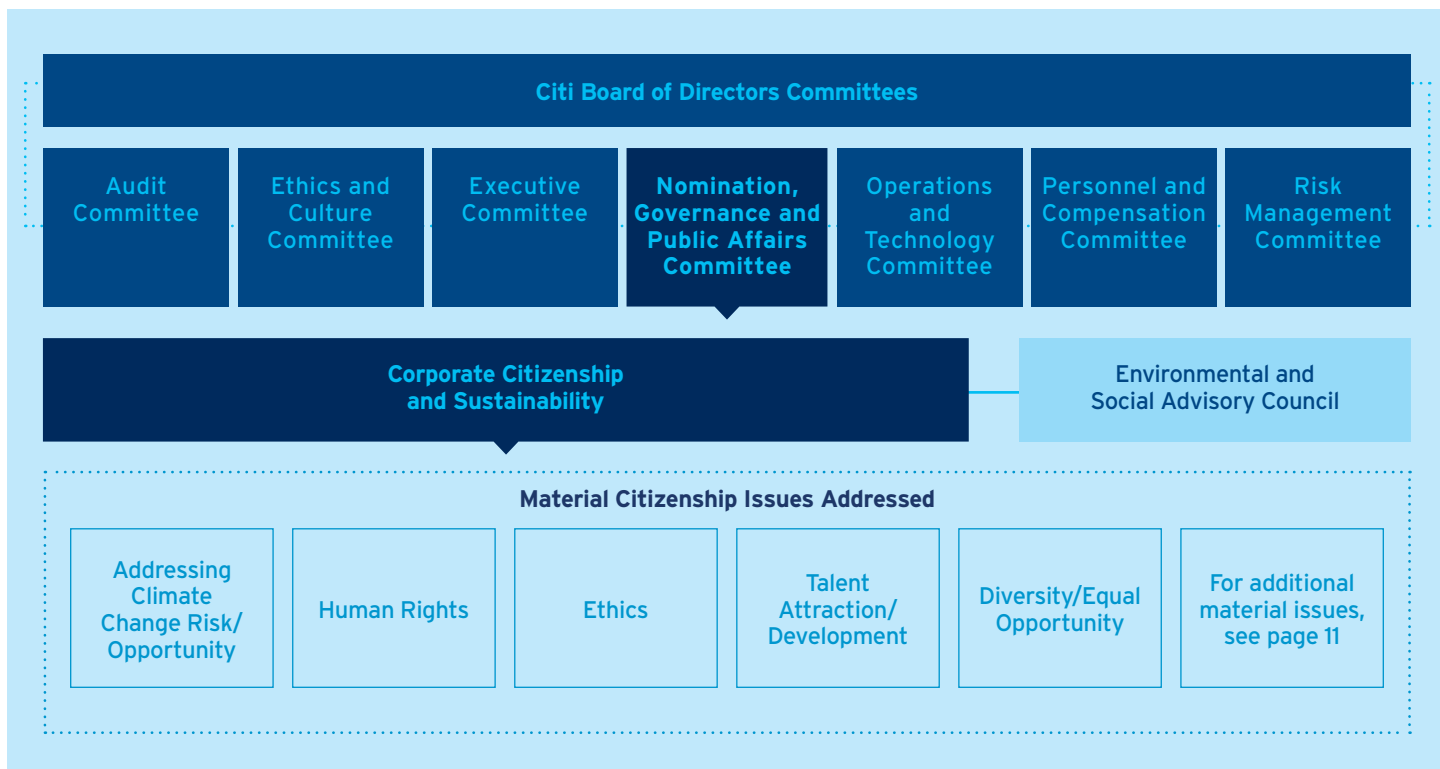 Citi Board of Directors Committees
Audit
Committee
Ethics and
Culture
Committee
Executive
Committee
Nomination,
Governance and
Public Affairs
Committee
Operations
and
Technology
Committee
Personnel and
Compensation
Committee
Risk
Management
Committee
Corporate Citizenship
and Sustainability
Environmental and
Social Advisory Council
Material Citizenship Issues Addressed
Addressing
Climate
Change Risk/
Opportunity
Human Rights
Ethics
Talent
Attraction/
Development
Diversity/Equal
Opportunity
For additional
material issues,
see page 11